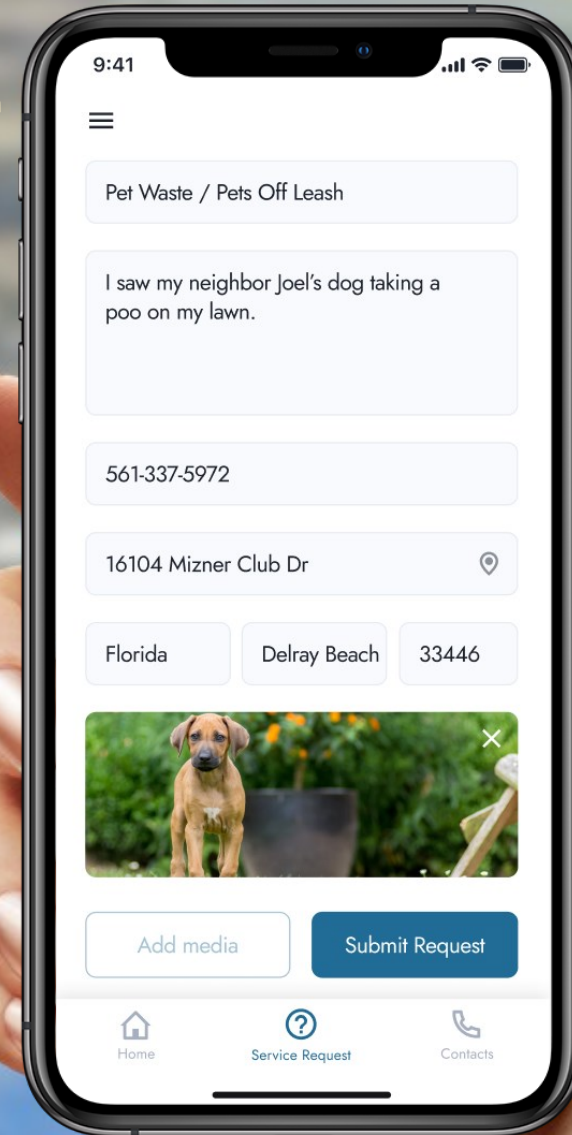 9:41
Pet Waste / Pets Off Leash
I saw my neighbor Joel’s dog taking a
poo on my lawn.
561-337-5972
16104 Mizner Club Dr
Florida
Delray Beach
33446
Add media
Submit Request
Home
Service Request
Contacts